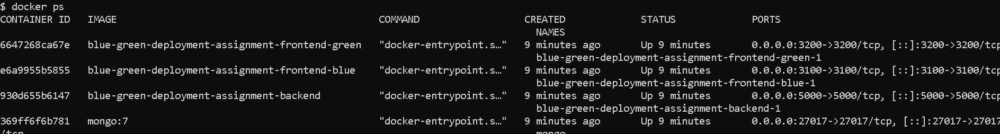 $ docker ps
CONTAINER ID   IMAGE                                             COMMAND                  CREATED         STATUS         PORTS
NAMES
6647268ca67e   blue-green-deployment-assignment-frontend-green   "docker-entrypoint.s…"   9 minutes ago   Up 9 minutes   0.0.0.0:3200->3200/tcp, [::]:3200->3200/tcp
blue-green-deployment-assignment-frontend-green-1
e6a9955b5855   blue-green-deployment-assignment-frontend-blue    "docker-entrypoint.s…"   9 minutes ago   Up 9 minutes   0.0.0.0:3100->3100/tcp, [::]:3100->3100/tcp
blue-green-deployment-assignment-frontend-blue-1
930d655b6147   blue-green-deployment-assignment-backend          "docker-entrypoint.s…"   9 minutes ago   Up 9 minutes   0.0.0.0:5000->5000/tcp, [::]:5000->5000/tcp
blue-green-deployment-assignment-backend-1
369ff6f6b781   mongo:7                                           "docker-entrypoint.s…"   9 minutes ago   Up 9 minutes   0.0.0.0:27017->27017/tcp, [::]:27017->27017
/tcp   mongo